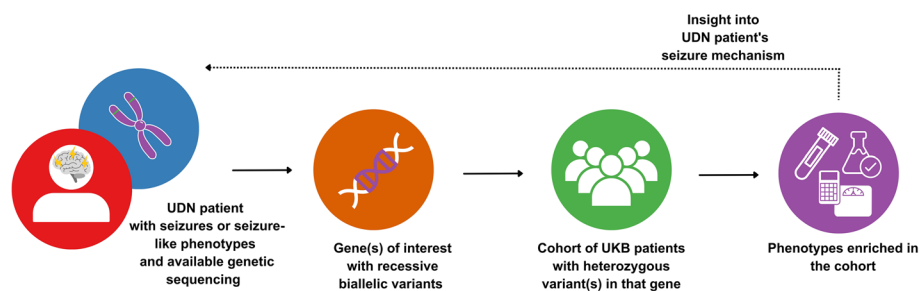 Insight into
UDN patient's
seizure mechanism
UDN patient
with seizures or seizure-
like phenotypes
and available genetic
sequencing
Gene(s) of interest
with recessive
biallelic variants
Cohort of UKB patients
with heterozygous
variant(s) in that gene
Phenotypes enriched in
the cohort